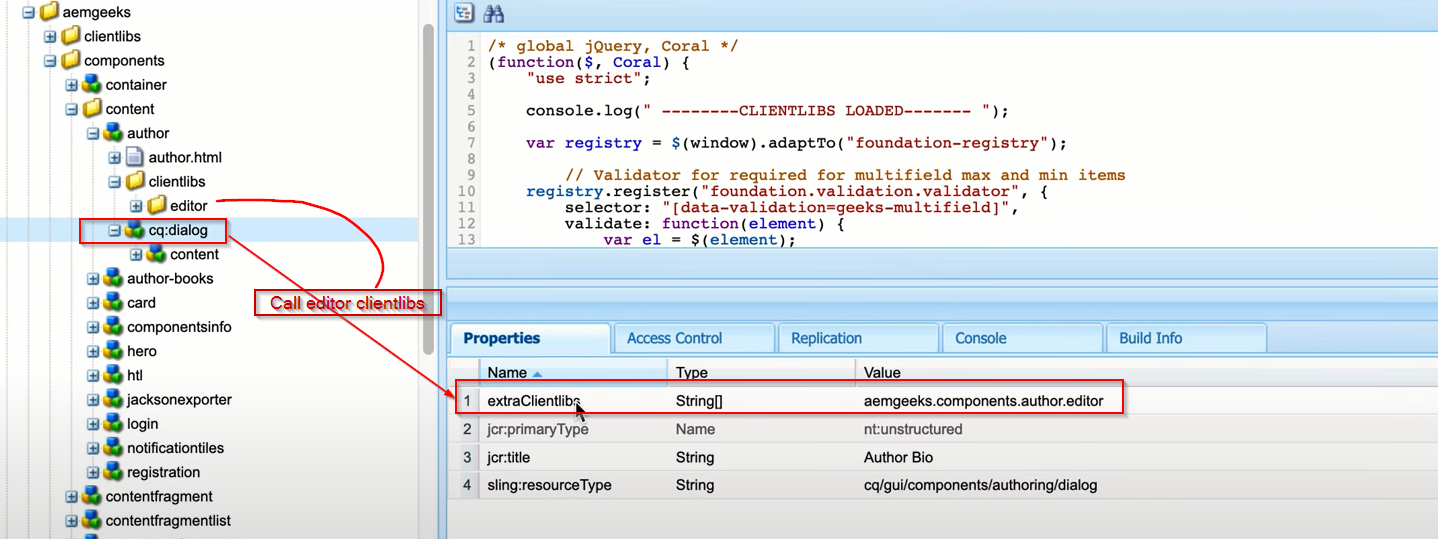 aemgeeks
clientlibs
components
container
content
author
author.html
clientlibs
editor
cq:dialog
content
author-books
card
componentsinfo
hero
htl
jacksonexporter
login
notificationtiles
registration
contentfragment
contentfragmentlist
Call editor clientlibs
1 /* global jQuery, Coral */
2 (function($, Coral) {
3 "use strict";
4
5 console.log(" --------CLIENTLIBS LOADED------- ");
6
7 var registry = $(window).adaptTo("foundation-registry");
8
9 // Validator for required for multifield max and min items
10 registry.register("foundation.validation.validator", {
11 selector: "[data-validation=geeks-multifield]",
12 validate: function(element) {
13 var el = $(element);
Properties Access Control Replication Console Build Info
Name Type Value
1 extraClientlibs String[] aemgeeks.components.author.editor
2 jcr:primaryType Name nt:unstructured
3 jcr:title String Author Bio
4 sling:resourceType String cq/gui/components/authoring/dialog